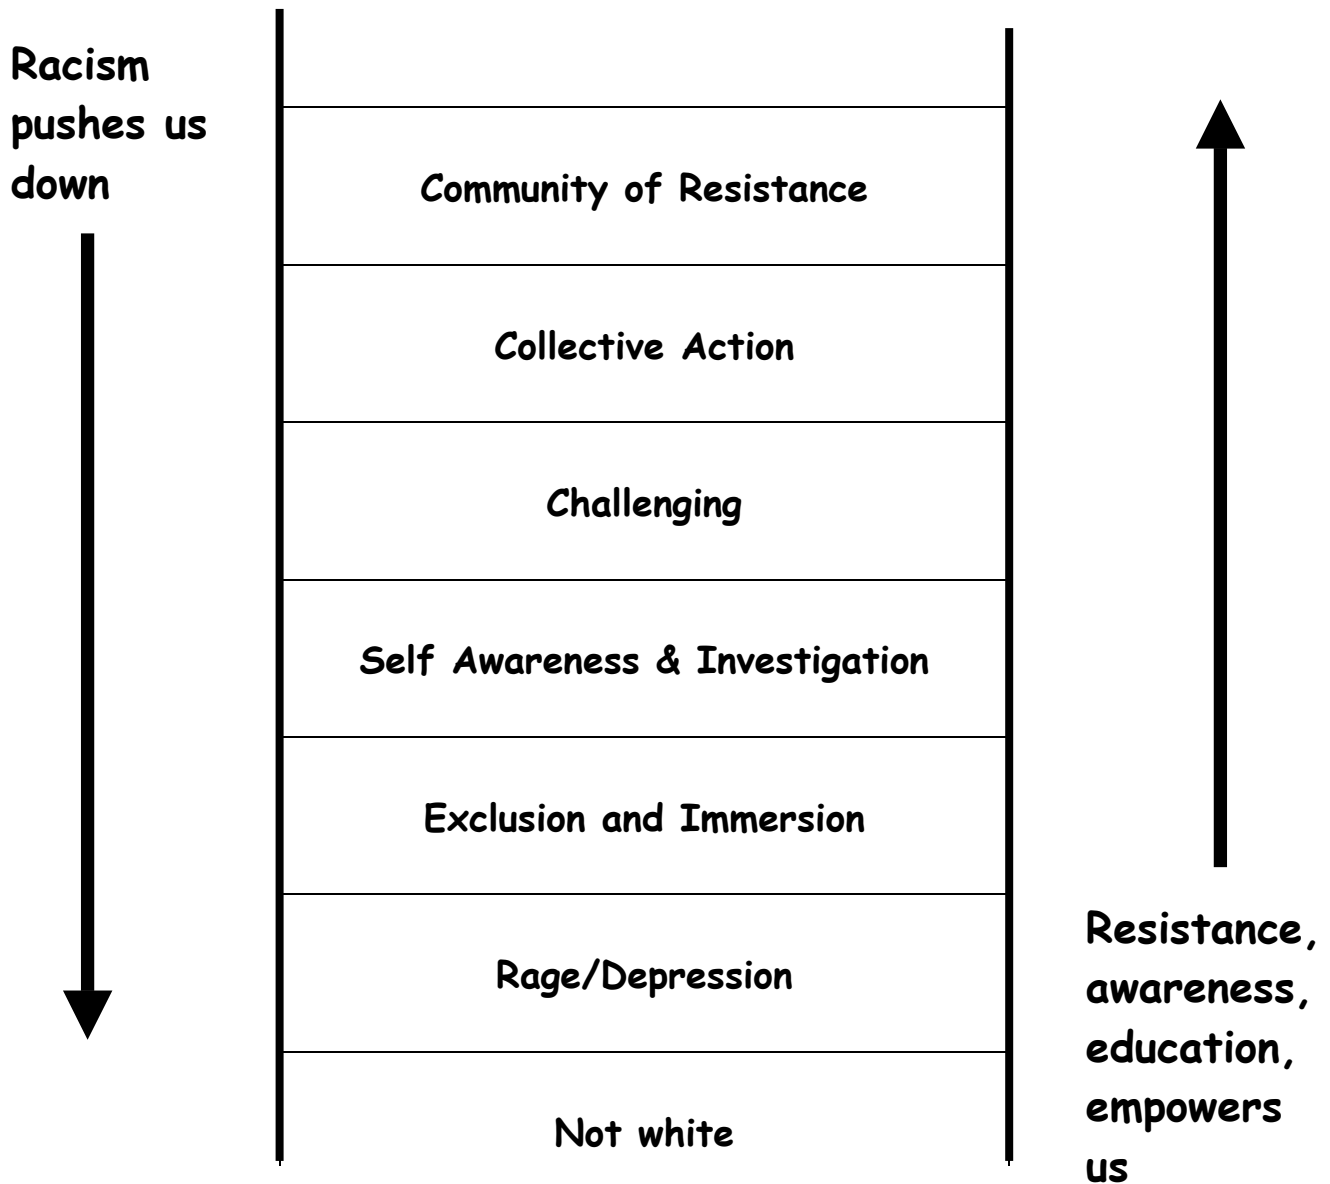 Racism
pushes us
down
Community of Resistance
Collective Action
Challenging
Self Awareness & Investigation
Exclusion and Immersion
Rage/Depression
Not white
Resistance,
awareness,
education,
empowers
us